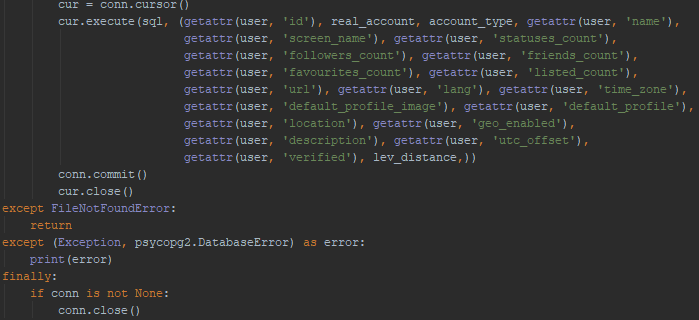 cur = conn.cursor()
cur.execute(sql, (getattr(user, 'id'), real_account, account_type, getattr(user, 'name'),
getattr(user, 'screen_name'), getattr(user, 'statuses_count'),
getattr(user, 'followers_count'), getattr(user, 'friends_count'),
getattr(user, 'favourites_count'), getattr(user, 'listed_count'),
getattr(user, 'url'), getattr(user, 'lang'), getattr(user, 'time_zone'),
getattr(user, 'default_profile_image'), getattr(user, 'default_profile'),
getattr(user, 'location'), getattr(user, 'geo_enabled'),
getattr(user, 'description'), getattr(user, 'utc_offset'),
getattr(user, 'verified'), lev_distance,))
conn.commit()
cur.close()
except FileNotFoundError:
return
except (Exception, psycopg2.DatabaseError) as error:
print(error)
finally:
if conn is not None:
conn.close()